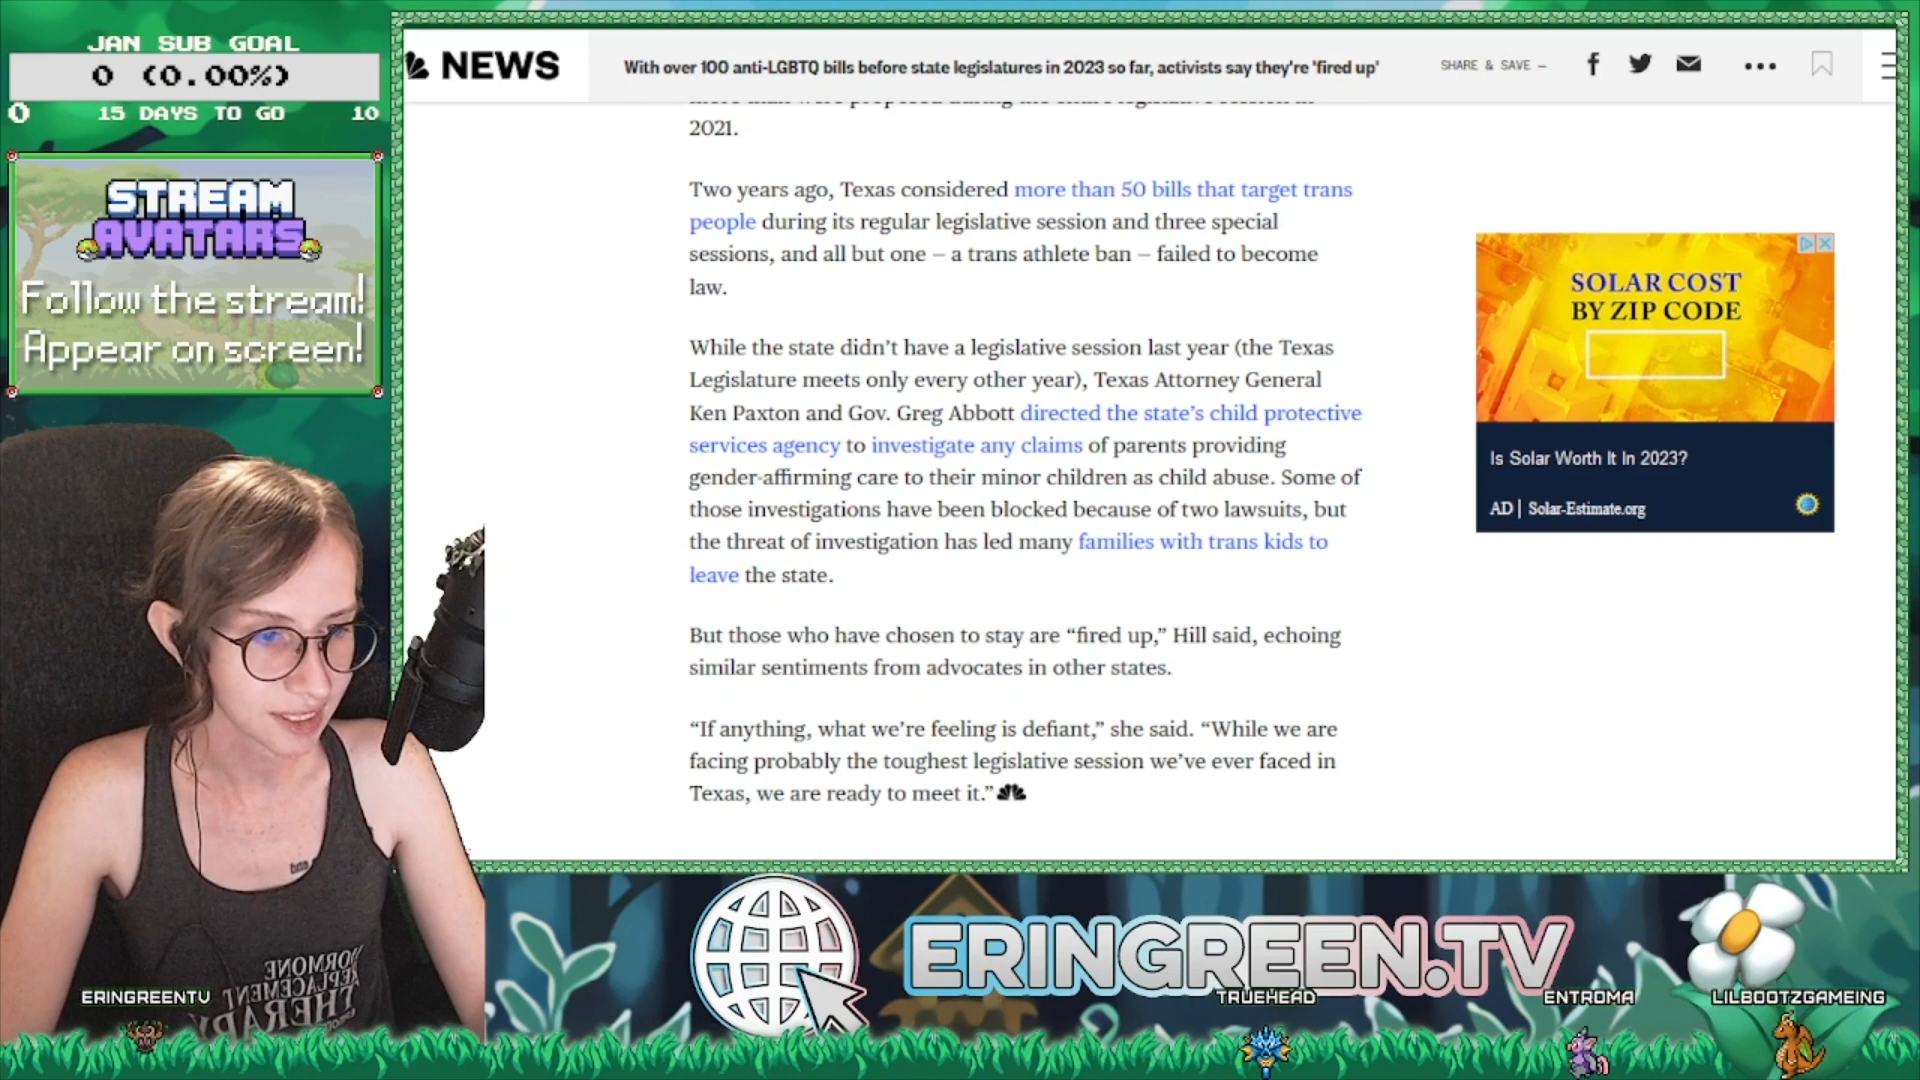 JAN SUB GOAL
0 (0.00%)
0 15 DAYS TO GO 10
STREAM
AVATARS
Follow the stream!
Appear on screen!
NEWS
With over 100 anti-LGBTQ bills before state legislatures in 2023 so far, activists say they're 'fired up'
SHARE & SAVE —
2021.
Two years ago, Texas considered more than 50 bills that target trans
people during its regular legislative session and three special
sessions, and all but one – a trans athlete ban – failed to become
law.
While the state didn’t have a legislative session last year (the Texas
Legislature meets only every other year), Texas Attorney General
Ken Paxton and Gov. Greg Abbott directed the state’s child protective
services agency to investigate any claims of parents providing
gender-affirming care to their minor children as child abuse. Some of
those investigations have been blocked because of two lawsuits, but
the threat of investigation has led many families with trans kids to
leave the state.
But those who have chosen to stay are “fired up,” Hill said, echoing
similar sentiments from advocates in other states.
“If anything, what we’re feeling is defiant,” she said. “While we are
facing probably the toughest legislative session we’ve ever faced in
Texas, we are ready to meet it.”
SOLAR COST
BY ZIP CODE
Is Solar Worth It In 2023?
AD | Solar-Estimate.org
HORMONE
REPLACEMENT
THERAPY
ERINGREEN.TV
ERINGREENTV
TRUEHEAD
ENTROMA
LILBOOTZGAMEING